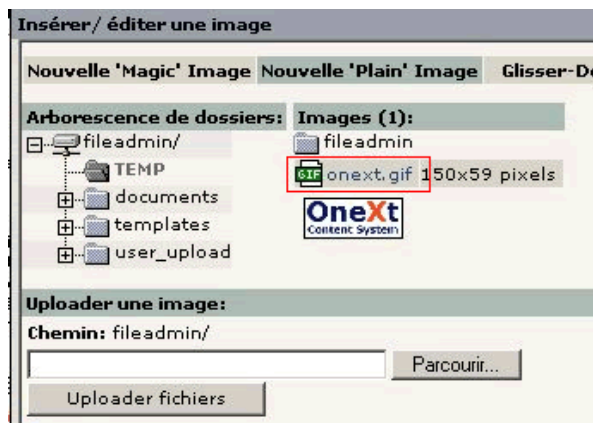 Insérer/ éditer une image
Nouvelle 'Magic' Image Nouvelle 'Plain' Image Glisser-D
Arborescence de dossiers: Images (1):
fileadmin/ fileadmin
TEMP GIF onext.gif 150x59 pixels
documents OneXt
templates Content System
user_upload
Uploader une image:
Chemin: fileadmin/
Parcourir...
Uploader fichiers